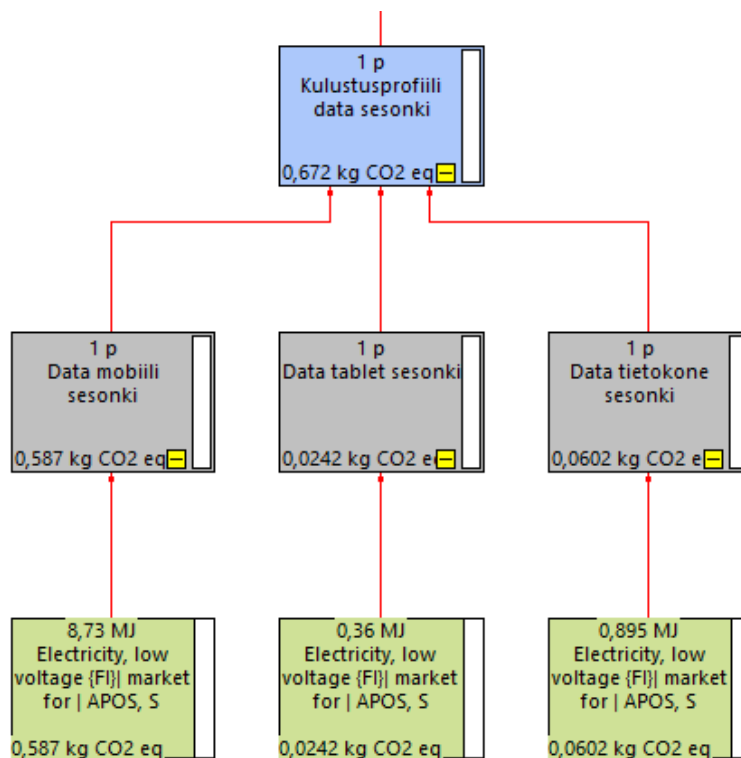 1 p
Kulustusprofiili
data sesonki
0,672 kg CO2 eq
1 p
Data mobiili
sesonki
0,587 kg CO2 eq
1 p
Data tablet sesonki
0,0242 kg CO2 e
1 p
Data tietokone
sesonki
0,0602 kg CO2 e
8,73 MJ
Electricity, low
voltage {FI}| market
for | APOS, S
0,587 kg CO2 eq
0,36 MJ
Electricity, low
voltage {FI}| market
for | APOS, S
0,0242 kg CO2 eq
0,895 MJ
Electricity, low
voltage {FI}| market
for | APOS, S
0,0602 kg CO2 eq